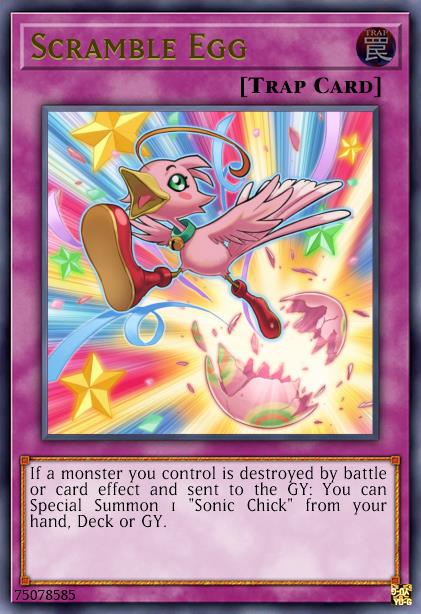 Scramble Egg
TRAP
罠
[Trap Card]
If a monster you control is destroyed by battle
or card effect and sent to the GY: You can
Special Summon 1 "Sonic Chick" from your
hand, Deck or GY.
75078585